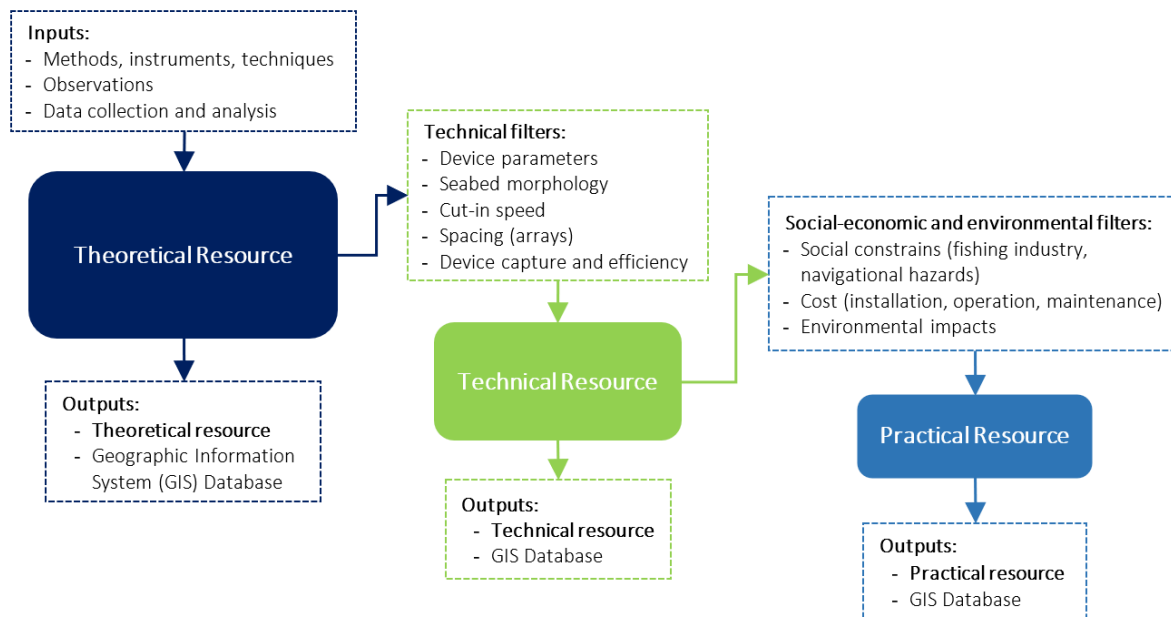 Inputs:
- Methods, instruments, techniques
- Observations
- Data collection and analysis
Theoretical Resource
Outputs:
- Theoretical resource
- Geographic Information
System (GIS) Database
Technical filters:
- Device parameters
- Seabed morphology
- Cut-in speed
- Spacing (arrays)
- Device capture and efficiency
Technical Resource
Outputs:
- Technical resource
- GIS Database
Social-economic and environmental filters:
- Social constrains (fishing industry,
navigational hazards)
- Cost (installation, operation, maintenance)
- Environmental impacts
Practical Resource
Outputs:
- Practical resource
- GIS Database